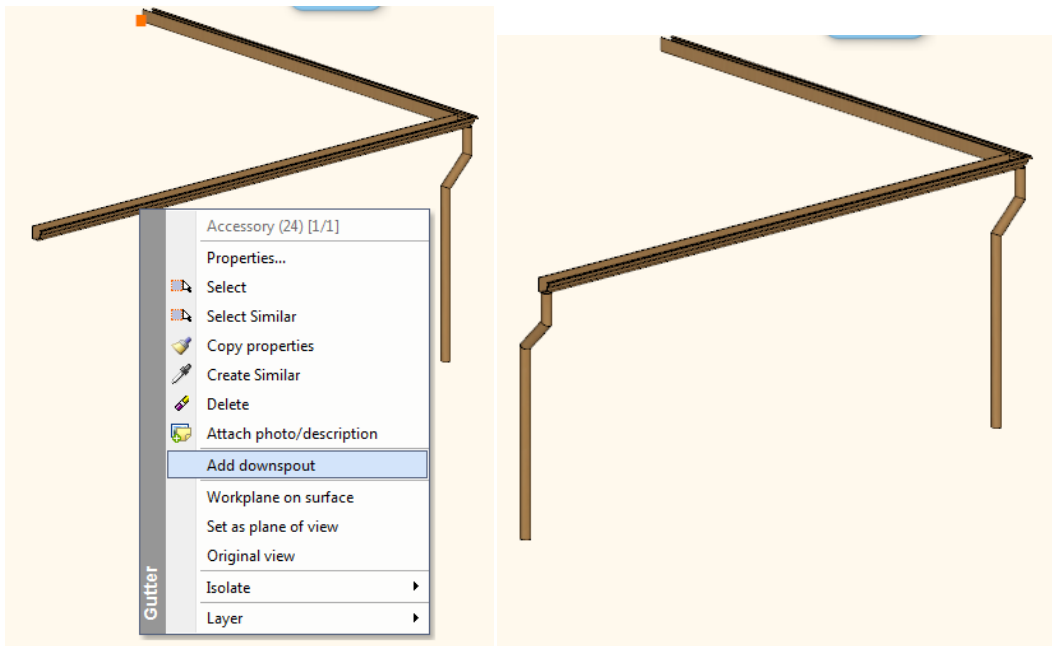 Accessory (24) [1/1]
Properties...
Select
Select Similar
Copy properties
Create Similar
Delete
Attach photo/description
Add downspout
Workplane on surface
Set as plane of view
Original view
Isolate
Layer
Gutter